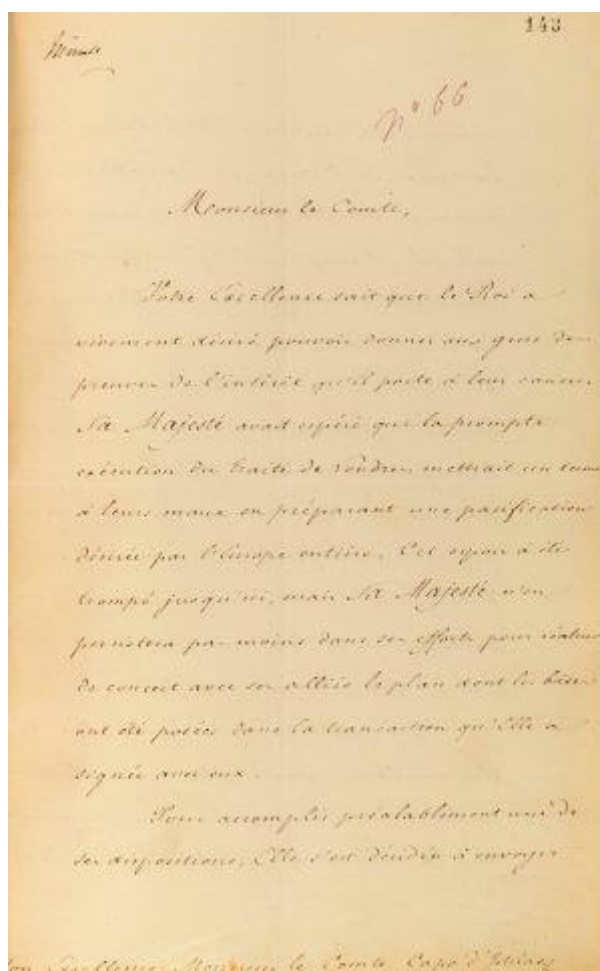 143
Minute
n° 66
Monsieur le Comte,
Votre Excellence sait que le Roi a
vivement désiré pouvoir donner aux grecs des
preuves de l'intérêt qu'il porte à leur cause.
Sa Majesté avait espéré que la prompte
exécution du traité de Londres mettrait un terme
à leurs maux en préparant une pacification
désirée par l'Europe entière. Cet espoir a été
trompé jusqu'ici, mais Sa Majesté n'en
persistera pas moins dans ses efforts pour réaliser
de concert avec ses alliés le plan dont les bases
ont été posées dans la transaction qu'Elle a
signée avec eux.
Pour accomplir préalablement une de
ses dispositions, Elle s'est décidée à envoyer
Son Excellence Monsieur le Comte Capo d'Istrias